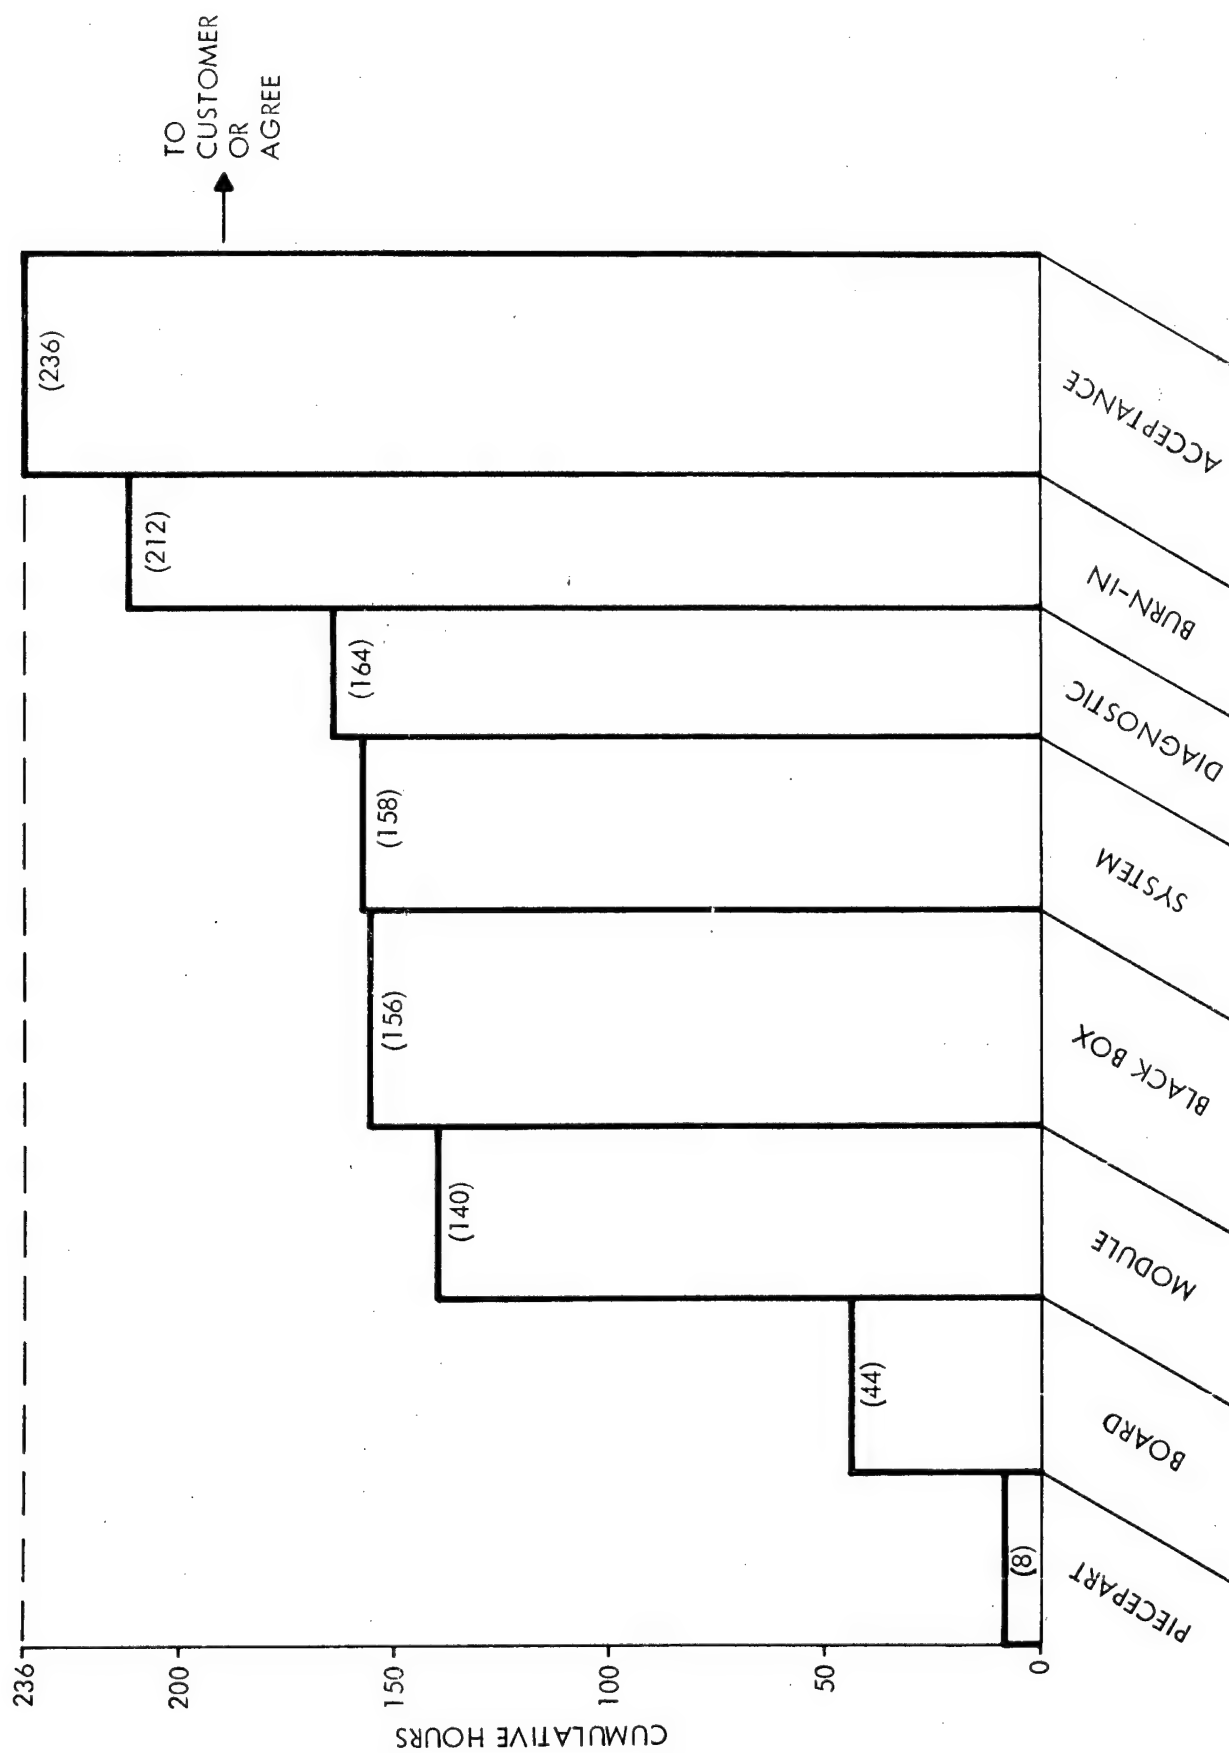 236
200
150
100
50
0
CUMULATIVE HOURS
(8)
(44)
(140)
(156)
(158)
(164)
(212)
(236)
TO
CUSTOMER
OR
AGREE
PIECEPART
BOARD
MODULE
BLACK BOX
SYSTEM
DIAGNOSTIC
BURN-IN
ACCEPTANCE